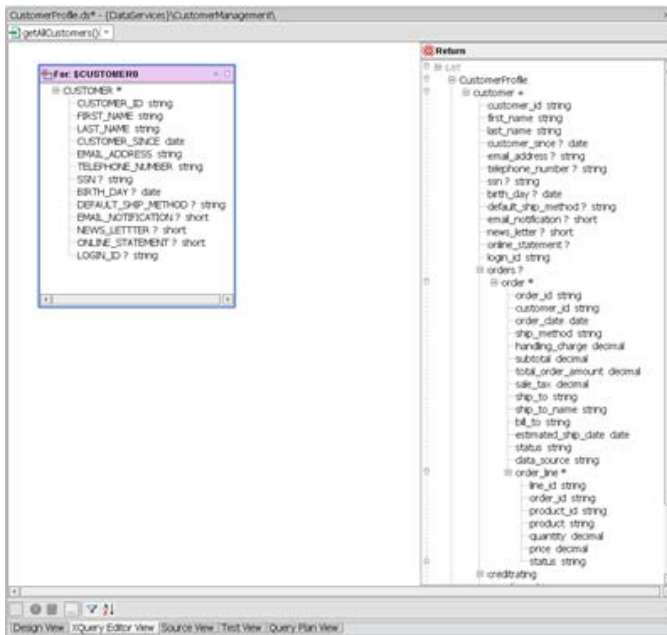 CustomerProfile.ds* - {DataServices}\CustomerManagement\
getAllCustomers()
For: $CUSTOMER0
CUSTOMER *
CUSTOMER_ID string
FIRST_NAME string
LAST_NAME string
CUSTOMER_SINCE date
EMAIL_ADDRESS string
TELEPHONE_NUMBER string
SSN ? string
BIRTH_DAY ? date
DEFAULT_SHIP_METHOD ? string
EMAIL_NOTIFICATION ? short
NEWS_LETTTER ? short
ONLINE_STATEMENT ? short
LOGIN_ID ? string
Return
List
CustomerProfile
customer +
customer_id string
first_name string
last_name string
customer_since ? date
email_address ? string
telephone_number ? string
ssn ? string
birth_day ? date
default_ship_method ? string
email_notification ? short
news_letter ? short
online_statement ?
login_id string
orders ?
order *
order_id string
customer_id string
order_date date
ship_method string
handling_charge decimal
subtotal decimal
total_order_amount decimal
sale_tax decimal
ship_to string
ship_to_name string
bill_to string
estimated_ship_date date
status string
data_source string
order_line *
line_id string
order_id string
product_id string
product string
quantity decimal
price decimal
status string
creditrating
Design View | XQuery Editor View | Source View | Test View | Query Plan View |